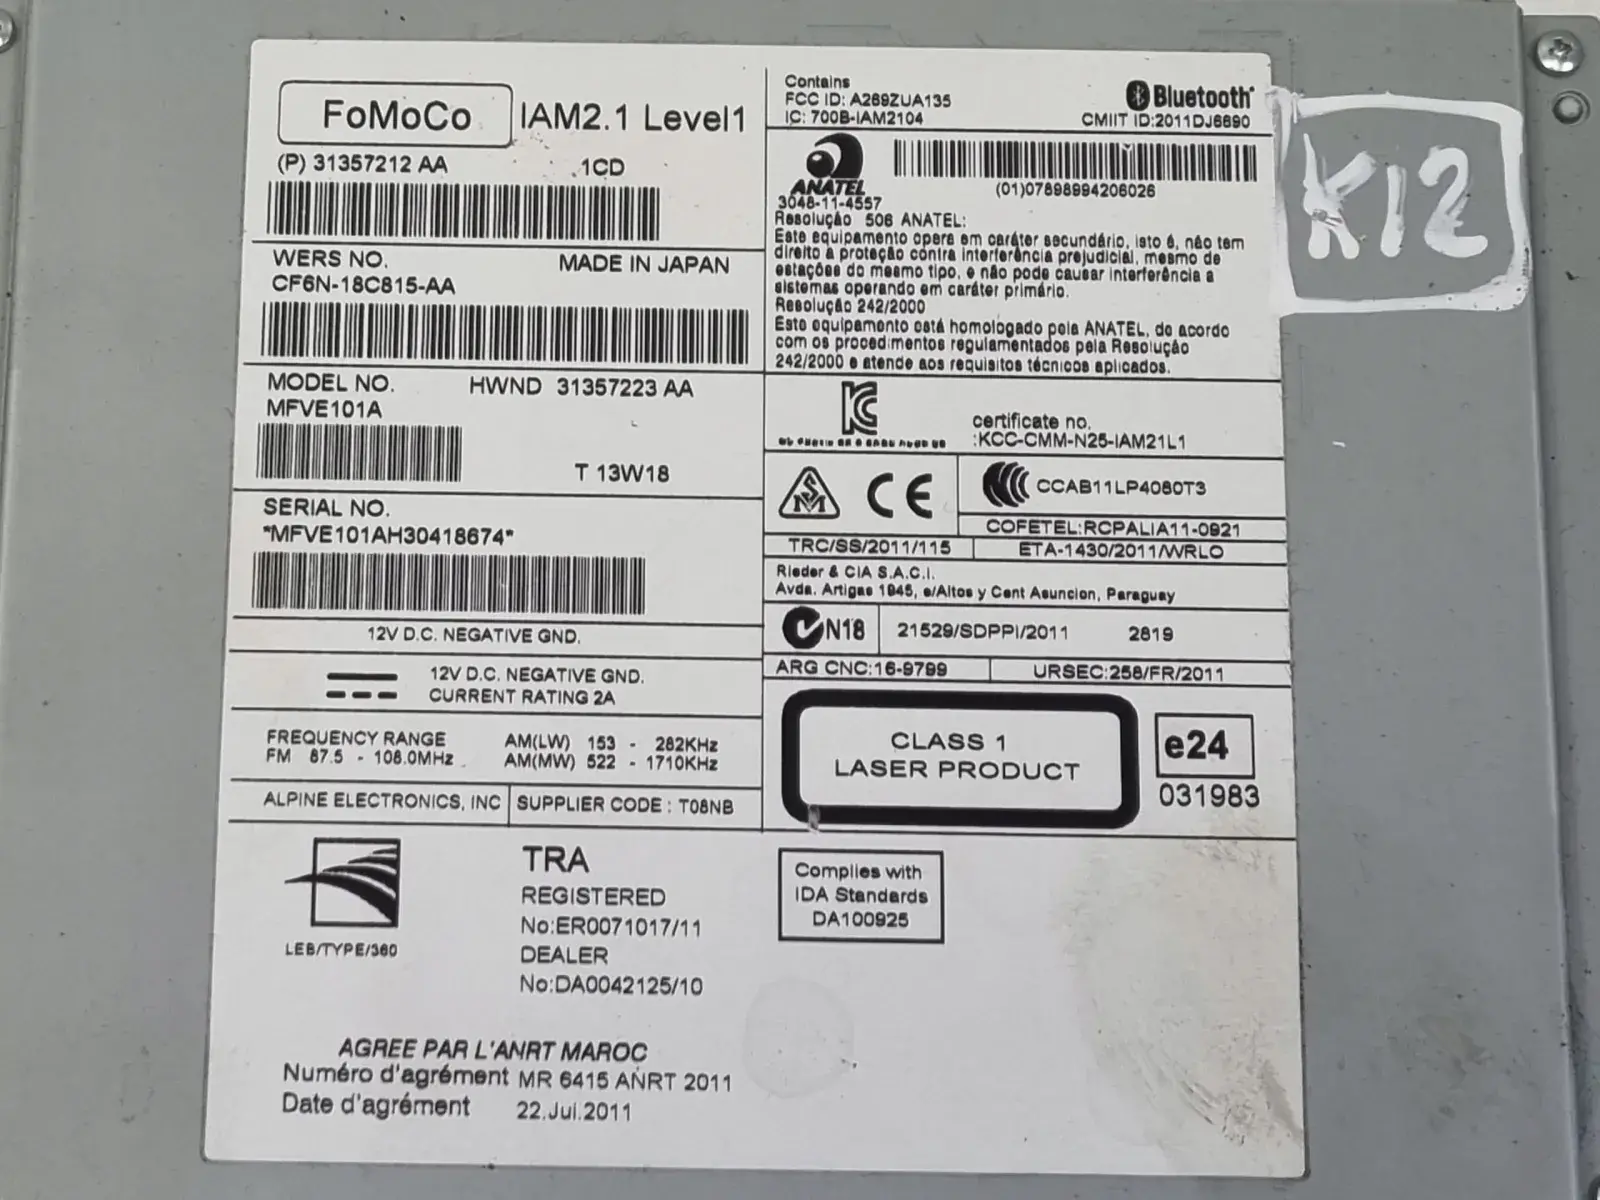 FoMoCo IAM2.1 Level1
(P) 31357212 AA 1CD
WERS NO. MADE IN JAPAN
CF6N-18C815-AA
MODEL NO. HWND 31357223 AA
MFVE101A
T 13W18
SERIAL NO.
*MFVE101AH30418674*
12V D.C. NEGATIVE GND.
12V D.C. NEGATIVE GND.
CURRENT RATING 2A
FREQUENCY RANGE AM(LW) 153 - 282KHz
FM 87.5 - 108.0MHz AM(MW) 522 - 1710KHz
ALPINE ELECTRONICS, INC SUPPLIER CODE : T08NB
Contains
FCC ID: A269ZUA135
IC: 700B-IAM2104
Bluetooth
CMIIT ID:2011DJ6690
ANATEL
3048-11-4557
(01)07898994206026
Resolução 506 ANATEL:
Este equipamento opera em caráter secundário, isto é, não tem
direito a proteção contra interferência prejudicial, mesmo de
estações do mesmo tipo, e não pode causar interferência a
sistemas operando em caráter primário.
Resolução 242/2000
Este equipamento está homologado pela ANATEL, de acordo
com os procedimentos regulamentados pela Resolução
242/2000 e atende aos requisitos técnicos aplicados.
certificate no.
:KCC-CMM-N25-IAM21L1
SM CE CCC CCAB11LP4080T3
COFETEL:RCPALIA11-0921
TRC/SS/2011/115 ETA-1430/2011/WRLO
Rieder & CIA S.A.C.I.
Avda. Artigas 1945, e/Altos y Cent Asuncion, Paraguay
N18 21529/SDPPI/2011 2819
ARG CNC:16-9799 URSEC:258/FR/2011
CLASS 1
LASER PRODUCT
e24
031983
LEB/TYPE/360
TRA
REGISTERED
No:ER0071017/11
DEALER
No:DA0042125/10
Complies with
IDA Standards
DA100925
AGREE PAR L'ANRT MAROC
Numéro d'agrément MR 6415 ANRT 2011
Date d'agrément 22.Jul.2011
K12